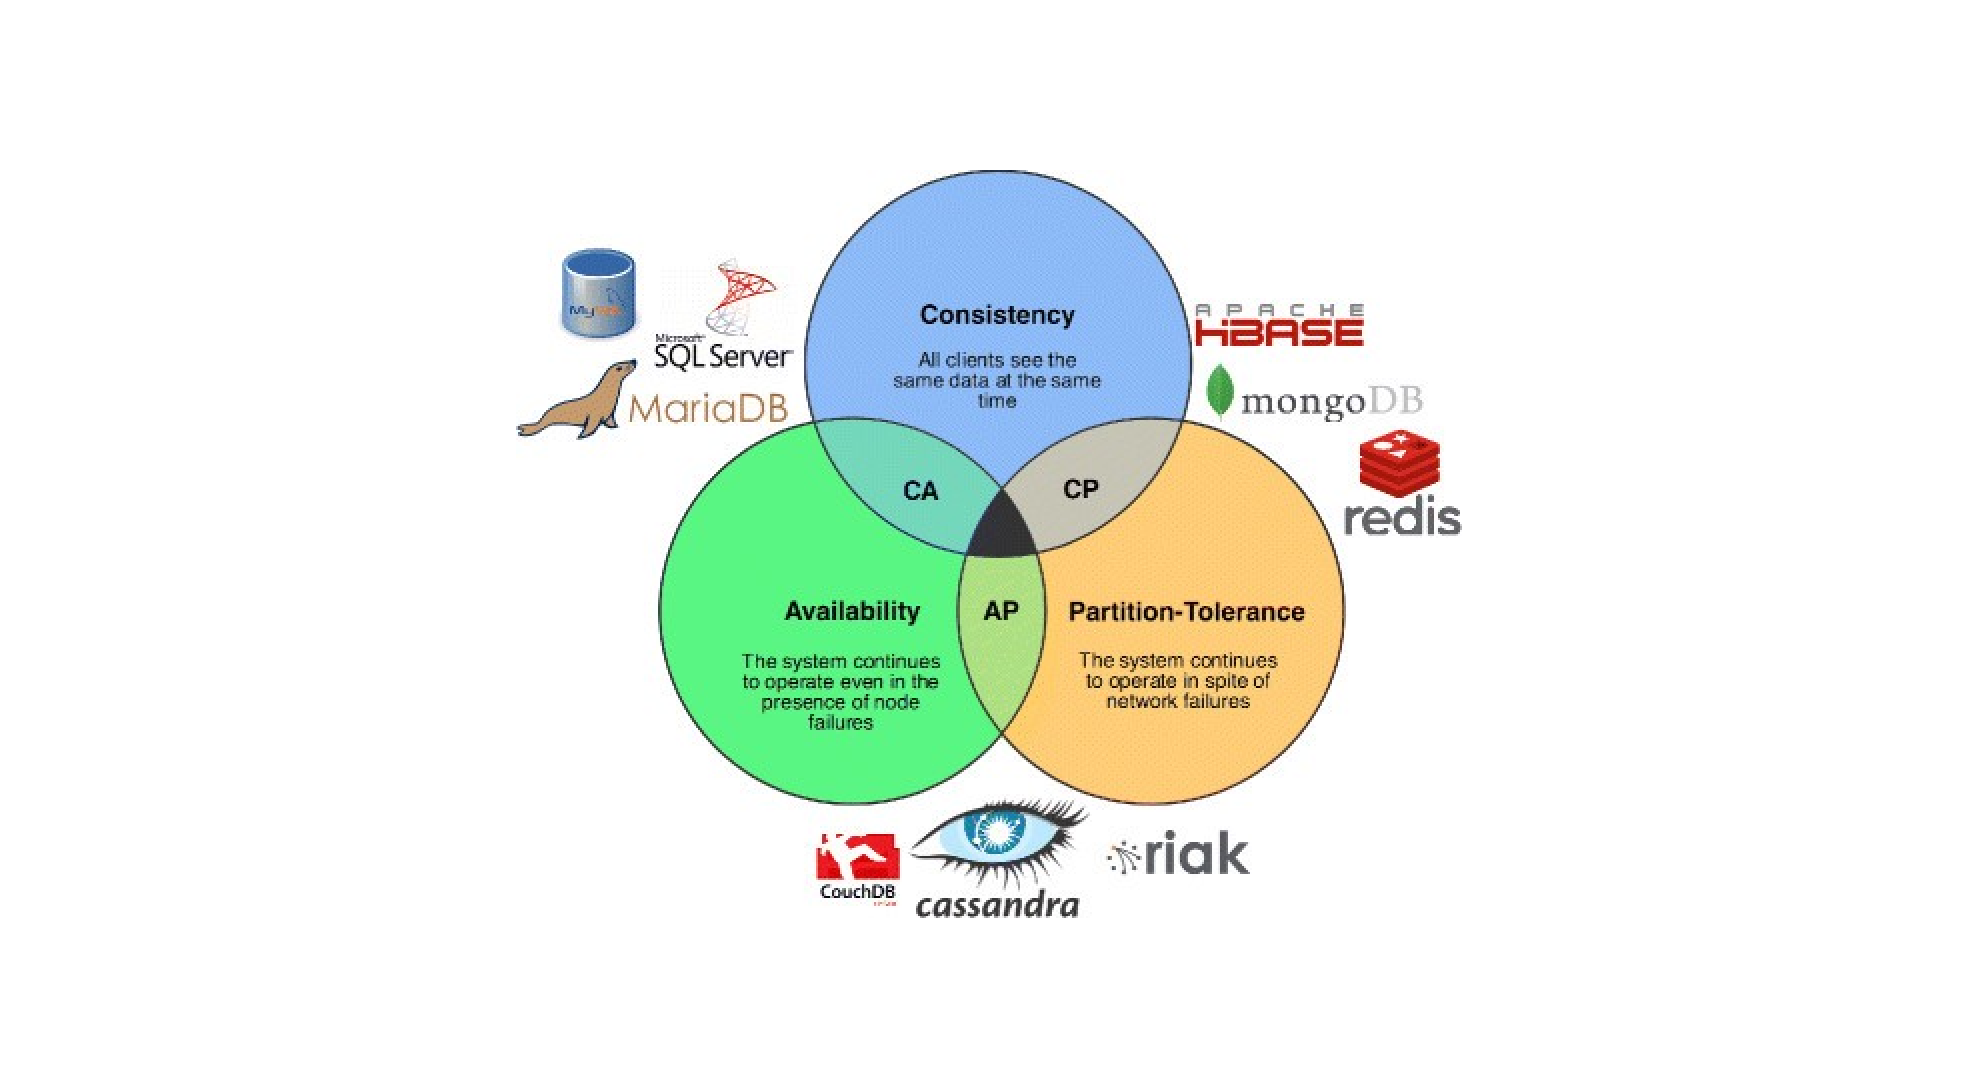 Consistency
All clients see the
same data at the same
time
CA
CP
AP
Availability
The system continues
to operate even in the
presence of node
failures
Partition-Tolerance
The system continues
to operate in spite of
network failures
My
Microsoft
SQL Server
MariaDB
APACHE
HBASE
mongoDB
redis
CouchDB
cassandra
riak